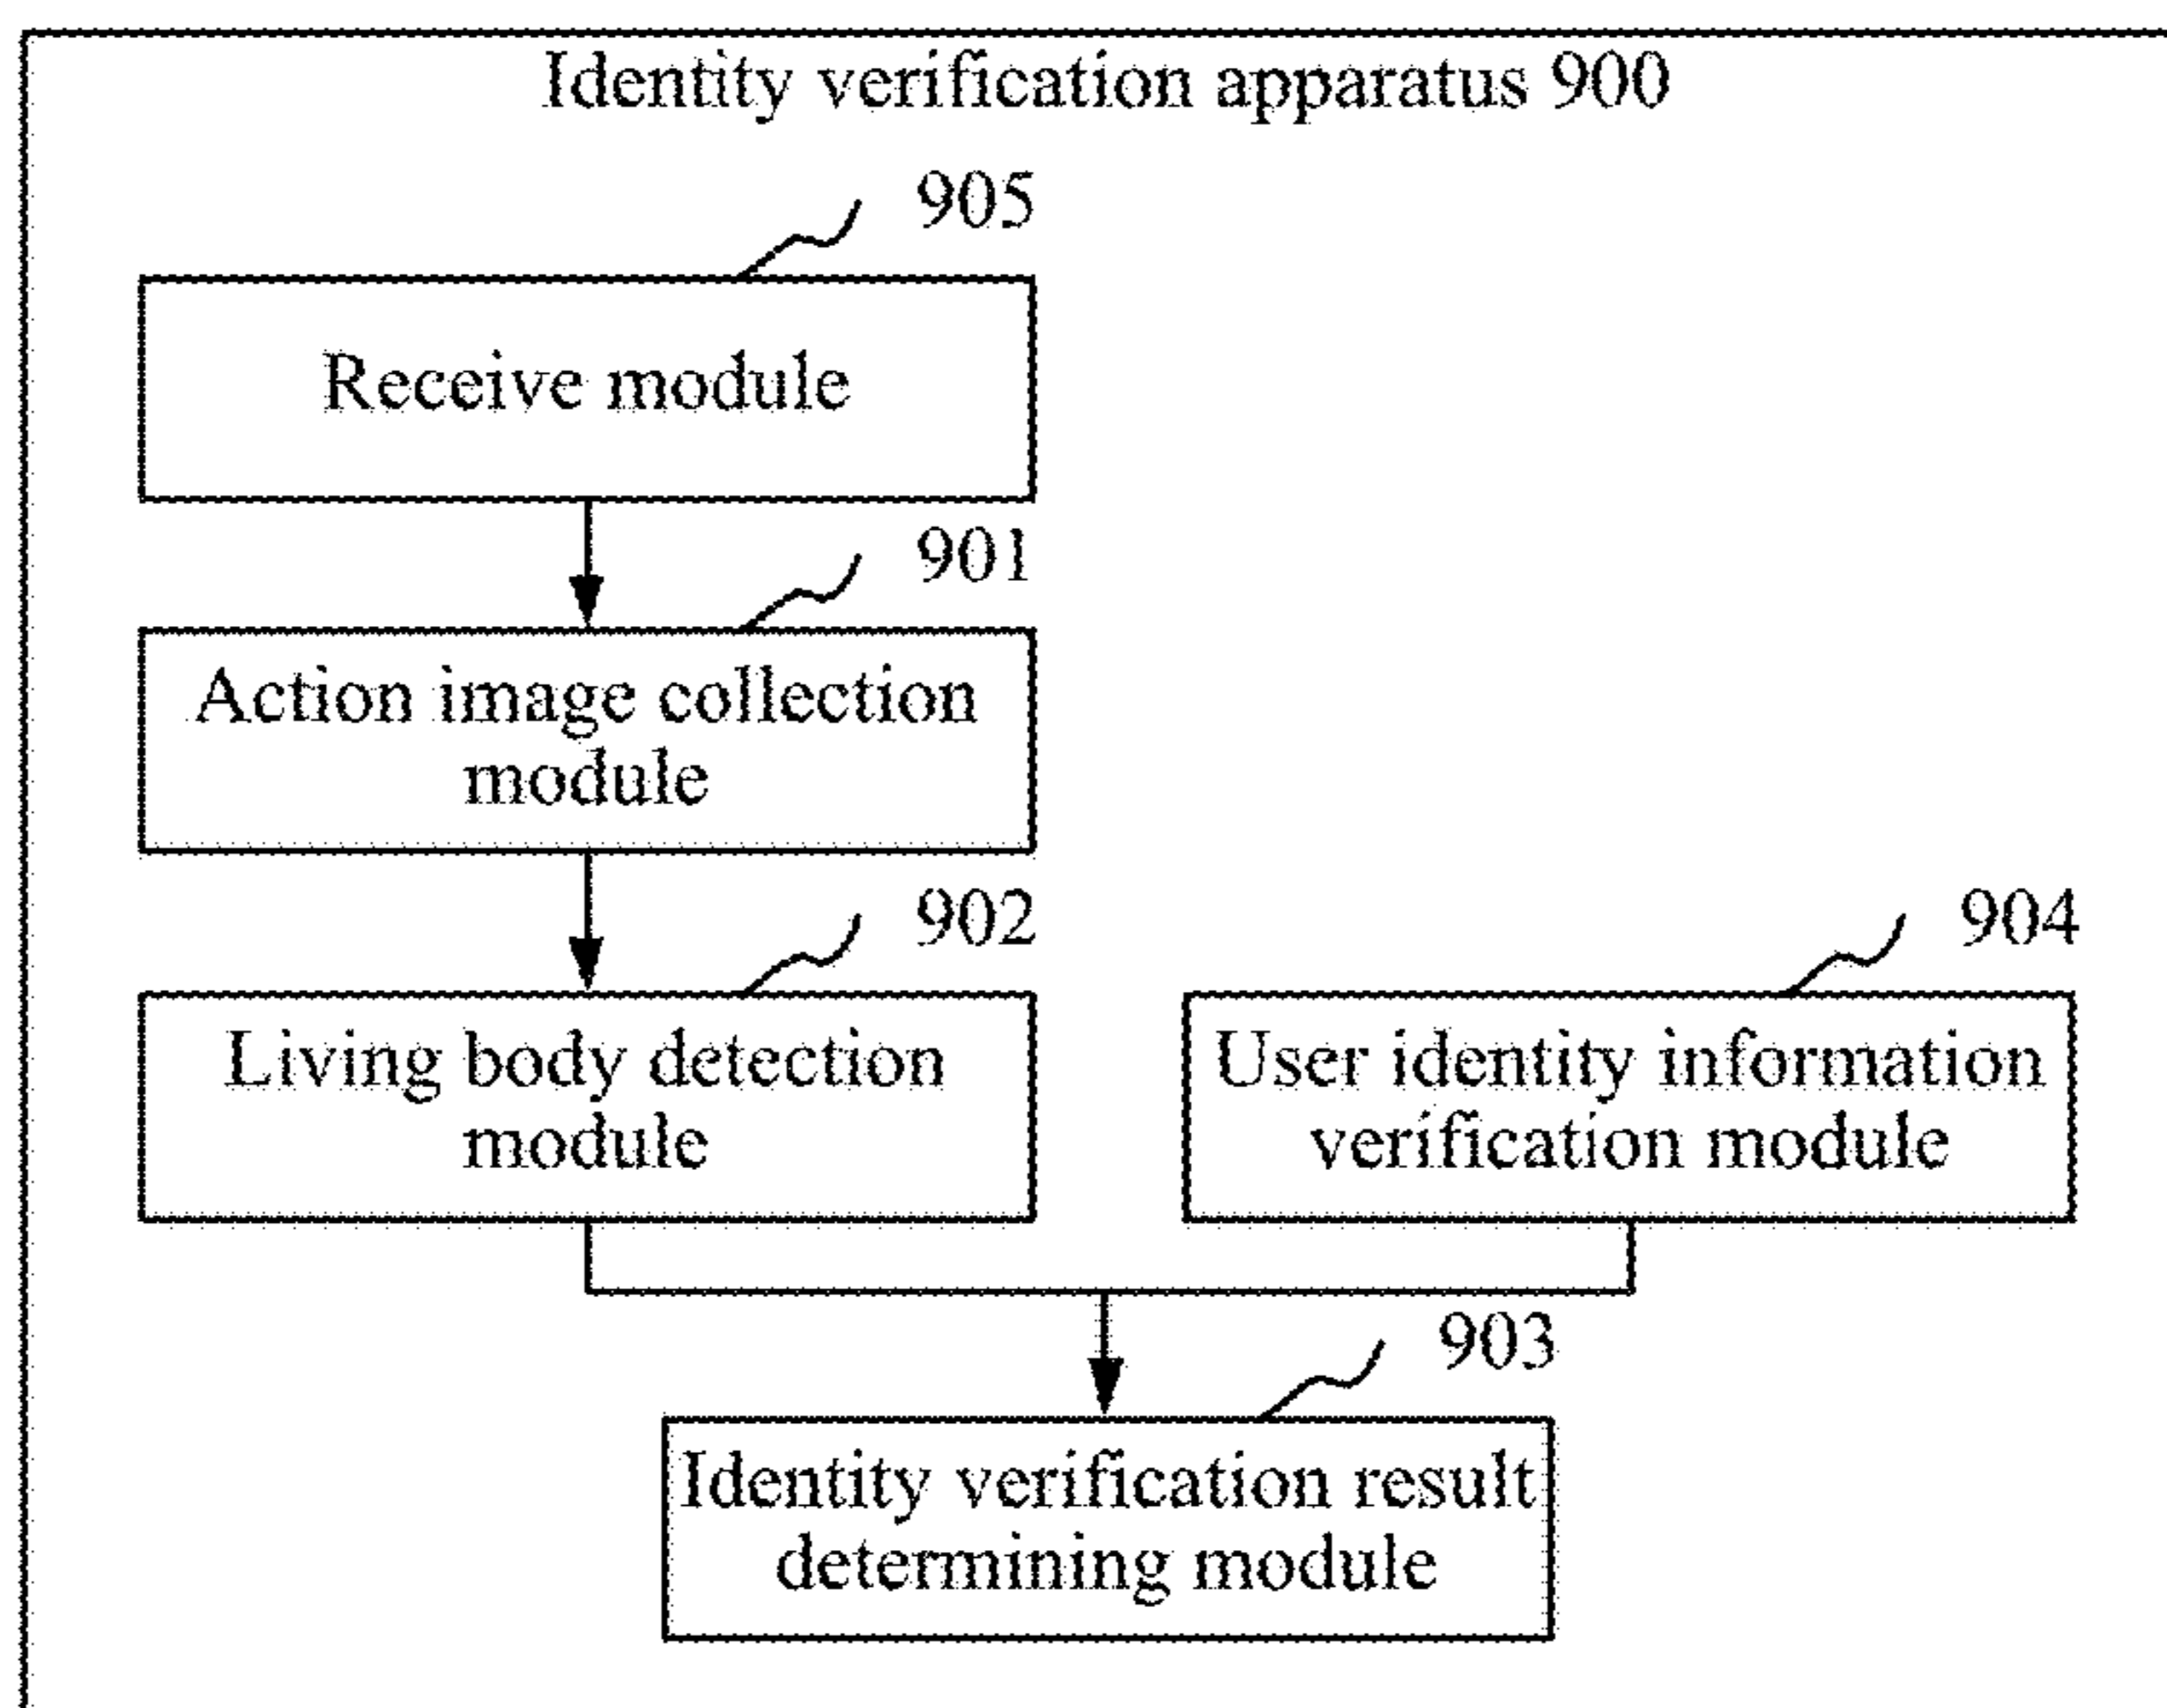 Identity verification apparatus 900
905
Receive module
901
Action image collection
module
902
Living body detection
module
904
User identity information
verification module
903
Identity verification result
determining module